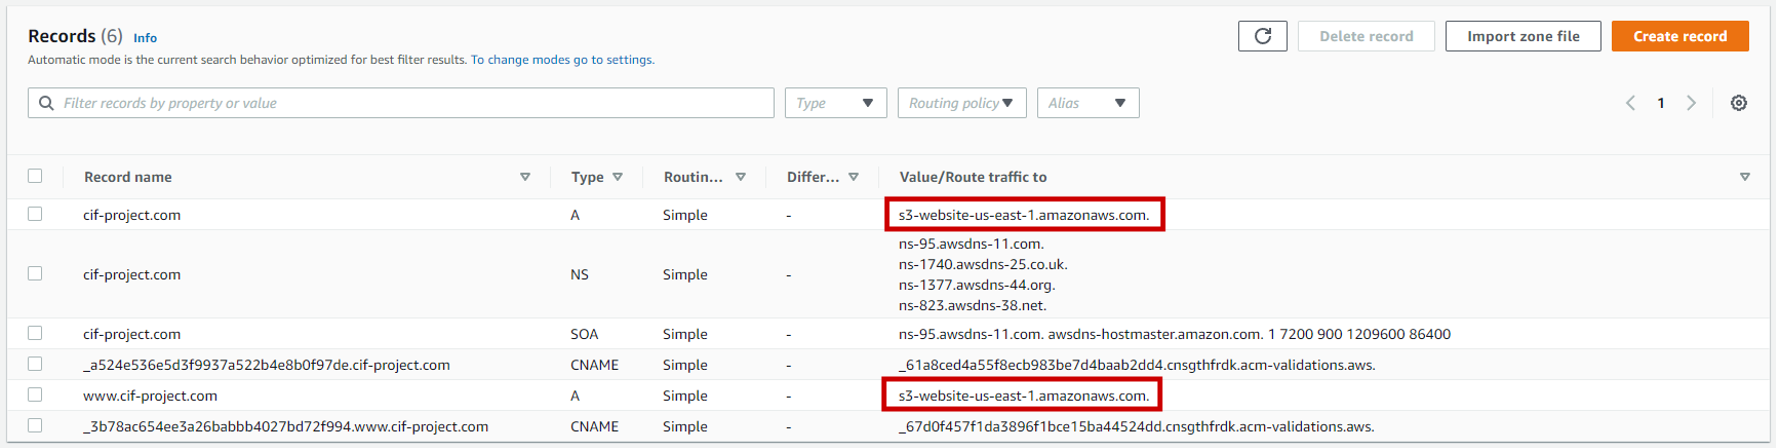 Records (6) Info
Delete record Import zone file Create record
Automatic mode is the current search behavior optimized for best filter results. To change modes go to settings.
Filter records by property or value Type Routing policy Alias 1
Record name Type Routin... Differ... Value/Route traffic to
cif-project.com A Simple - s3-website-us-east-1.amazonaws.com.
ns-95.awsdns-11.com.
ns-1740.awsdns-25.co.uk.
cif-project.com NS Simple -
ns-1377.awsdns-44.org.
ns-823.awsdns-38.net.
cif-project.com SOA Simple - ns-95.awsdns-11.com. awsdns-hostmaster.amazon.com. 1 7200 900 1209600 86400
_a524e536e5d3f9937a522b4e8b0f97de.cif-project.com CNAME Simple - _61a8ced4a55f8ecb983be7d4baab2dd4.cnsgthfrdk.acm-validations.aws.
www.cif-project.com A Simple - s3-website-us-east-1.amazonaws.com.
_3b78ac654ee3a26babbb4027bd72f994.www.cif-project.com CNAME Simple - _67d0f457f1da3896f1bce15ba44524dd.cnsgthfrdk.acm-validations.aws.